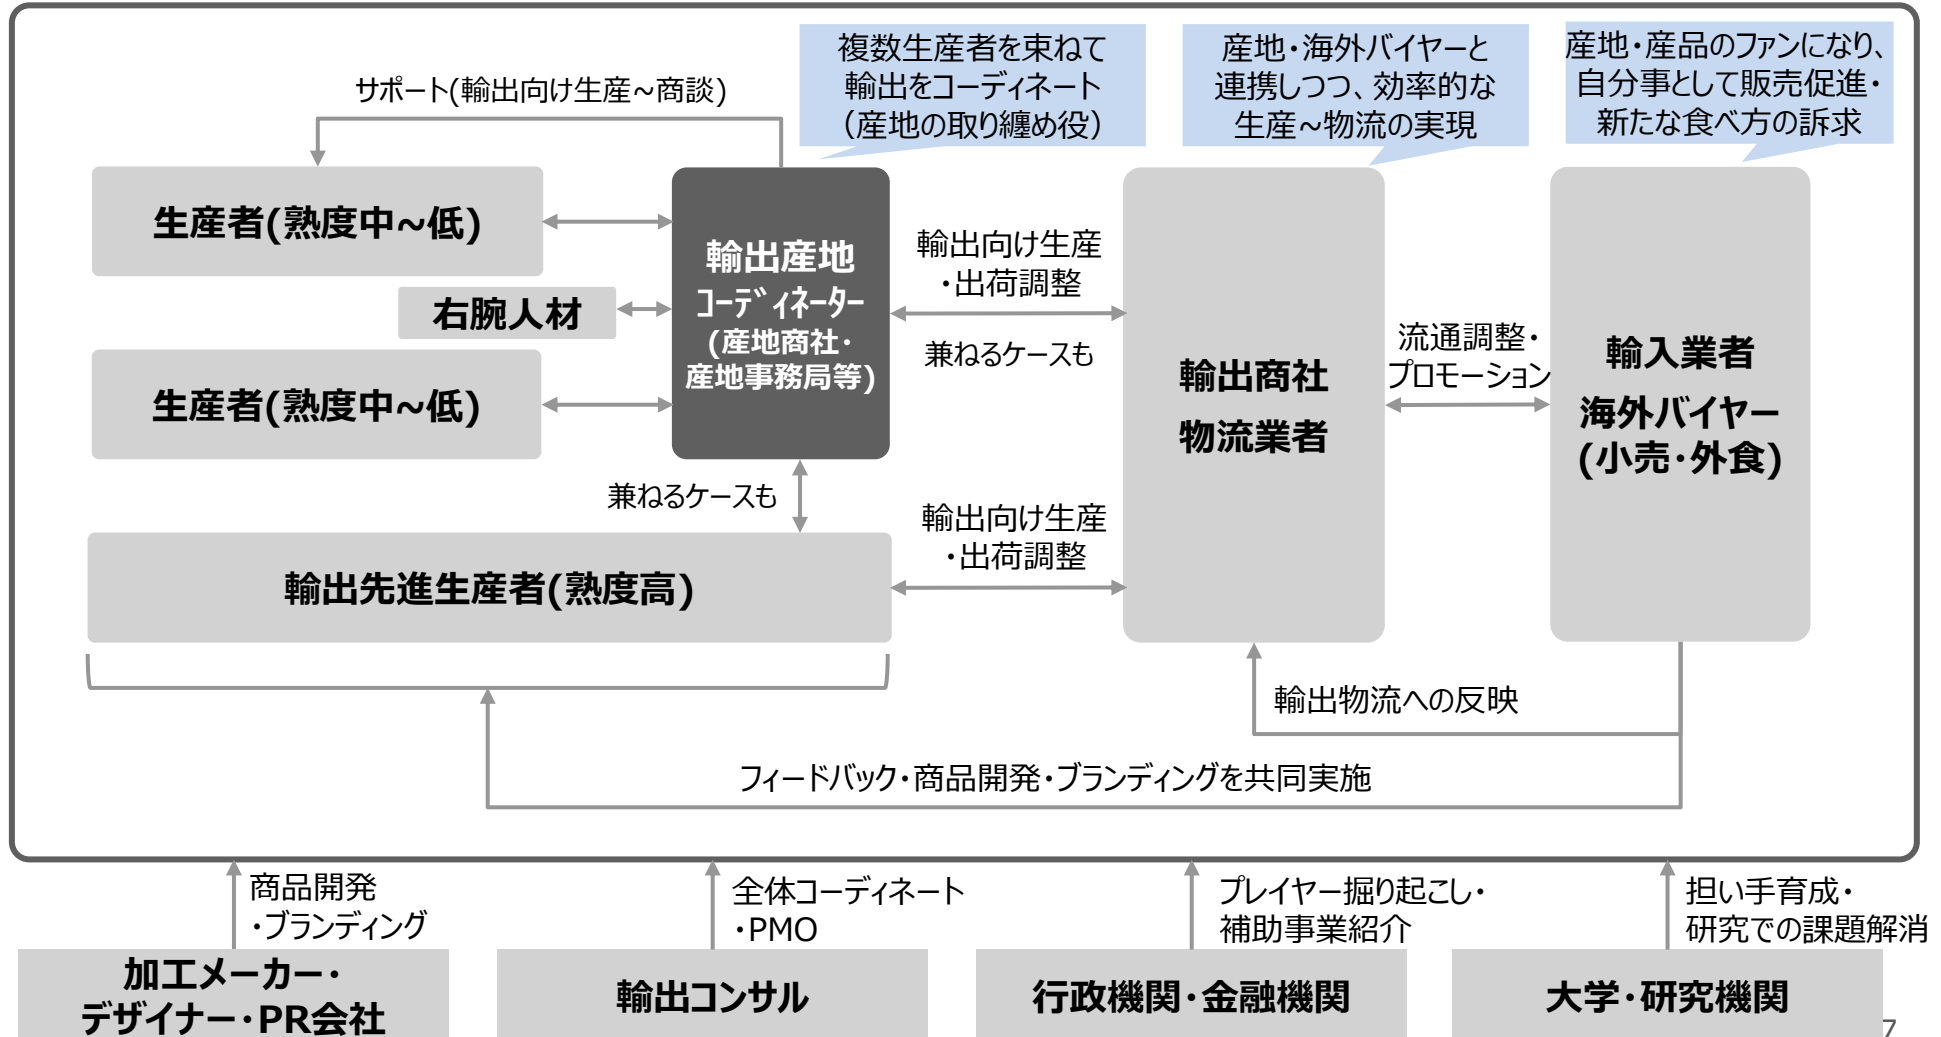 複数生産者を束ねて
輸出をコーディネート
（産地の取り纏め役）
産地・海外バイヤーと
連携しつつ、効率的な
生産~物流の実現
産地・産品のファンになり、
自分事として販売促進・
新たな食べ方の訴求
サポート(輸出向け生産~商談)
生産者(熟度中~低)
右腕人材
生産者(熟度中~低)
輸出産地
ｺｰﾃﾞｨﾈｰﾀｰ
(産地商社・
産地事務局等)
輸出向け生産
・出荷調整
兼ねるケースも
輸出商社
物流業者
流通調整・
プロモーション
輸入業者
海外バイヤー
(小売・外食)
兼ねるケースも
輸出向け生産
・出荷調整
輸出先進生産者(熟度高)
輸出物流への反映
フィードバック・商品開発・ブランディングを共同実施
商品開発
・ブランディング
全体コーディネート
・PMO
プレイヤー掘り起こし・
補助事業紹介
担い手育成・
研究での課題解消
加工メーカー・
デザイナー・PR会社
輸出コンサル
行政機関・金融機関
大学・研究機関
7